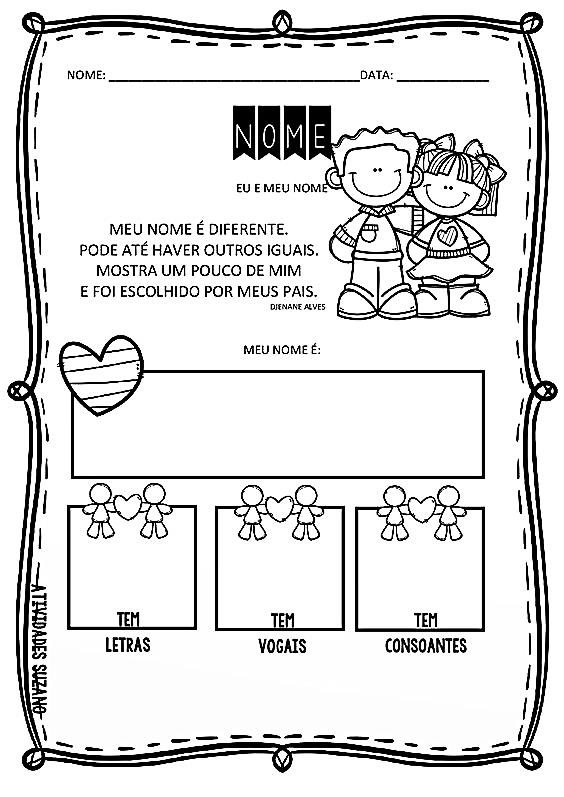 NOME: ________________________________ DATA: ____________
NOME
EU E MEU NOME
MEU NOME É DIFERENTE.
PODE ATÉ HAVER OUTROS IGUAIS.
MOSTRA UM POUCO DE MIM
E FOI ESCOLHIDO POR MEUS PAIS.
DJENANE ALVES
MEU NOME É:
TEM
LETRAS
TEM
VOGAIS
TEM
CONSOANTES
ATIVIDADES SUZANO